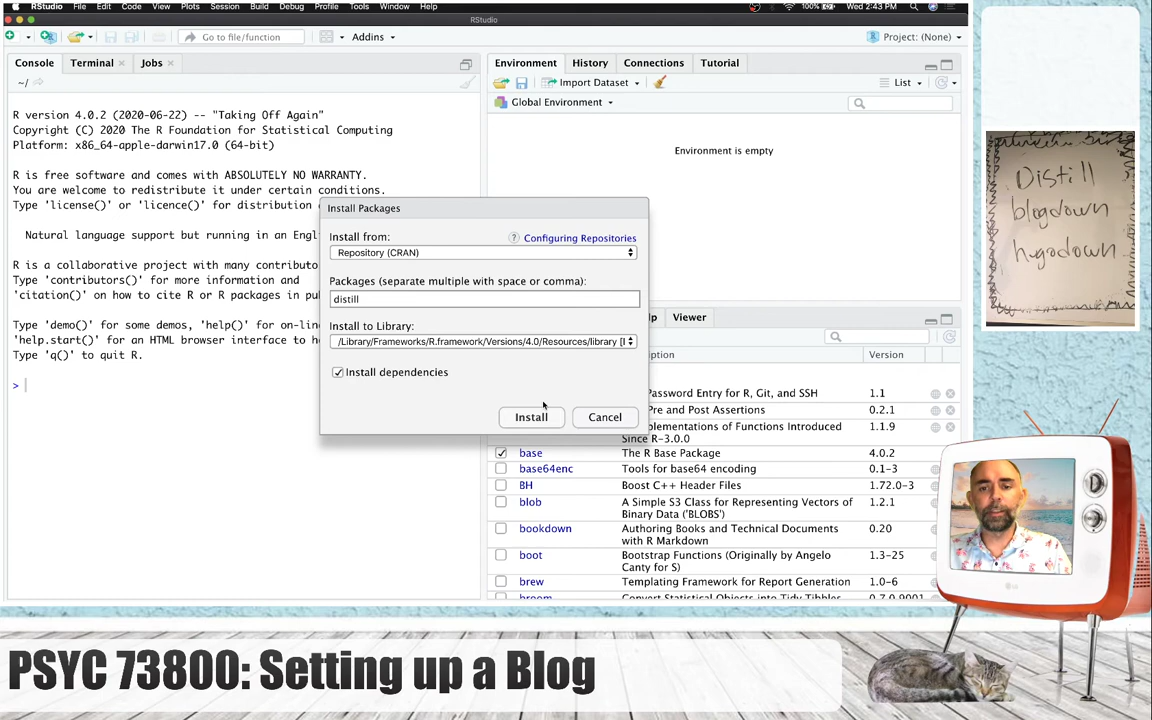 RStudio File Edit Code View Plots Session Build Debug Profile Tools Window Help 100% Wed 2:43 PM
RStudio
Go to file/function Addins Project: (None)
Console Terminal Jobs
~/
R version 4.0.2 (2020-06-22) -- "Taking Off Again"
Copyright (C) 2020 The R Foundation for Statistical Computing
Platform: x86_64-apple-darwin17.0 (64-bit)
R is free software and comes with ABSOLUTELY NO WARRANTY.
You are welcome to redistribute it under certain conditions.
Type 'license()' or 'licence()' for distribution
Natural language support but running in an
R is a collaborative project with many
Type 'contributors()' for more information and
'citation()' on how to cite R or R packages in
Type 'demo()' for some demos, 'help()' for
'help.start()' for an HTML browser interface to
Type 'q()' to quit R.
>
Install Packages
Install from:
? Configuring Repositories
Repository (CRAN)
Packages (separate multiple with space or comma):
distill
Install to Library:
/Library/Frameworks/R.framework/Versions/4.0/Resources/library
Install dependencies
Install Cancel
Environment History Connections Tutorial
Import Dataset List
Global Environment
Environment is empty
Viewer
Version
Password Entry for R, Git, and SSH 1.1
Pre and Post Assertions 0.2.1
of Functions Introduced 1.1.9
Since R-3.0.0
base The R Base Package 4.0.2
base64enc Tools for base64 encoding 0.1-3
BH Boost C++ Header Files 1.72.0-3
blob A Simple S3 Class for Representing Vectors of 1.2.1
Binary Data ('BLOBS')
bookdown Authoring Books and Technical Documents 0.20
with R Markdown
boot Bootstrap Functions (Originally by Angelo 1.3-25
Canty for S)
brew Templating Framework for Report Generation 1.0-6
broom Convert Statistical Objects into Tidy Tibbles 0.7.0.9001
Distill
blogdown
hugodown
LG
PSYC 73800: Setting up a Blog